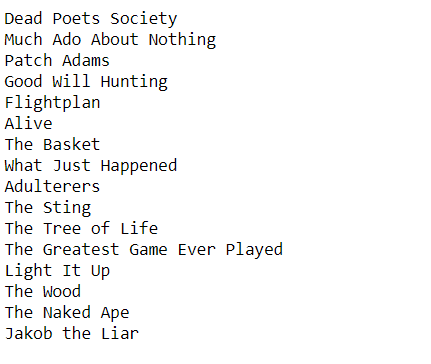 Dead Poets Society
Much Ado About Nothing
Patch Adams
Good Will Hunting
Flightplan
Alive
The Basket
What Just Happened
Adulterers
The Sting
The Tree of Life
The Greatest Game Ever Played
Light It Up
The Wood
The Naked Ape
Jakob the Liar